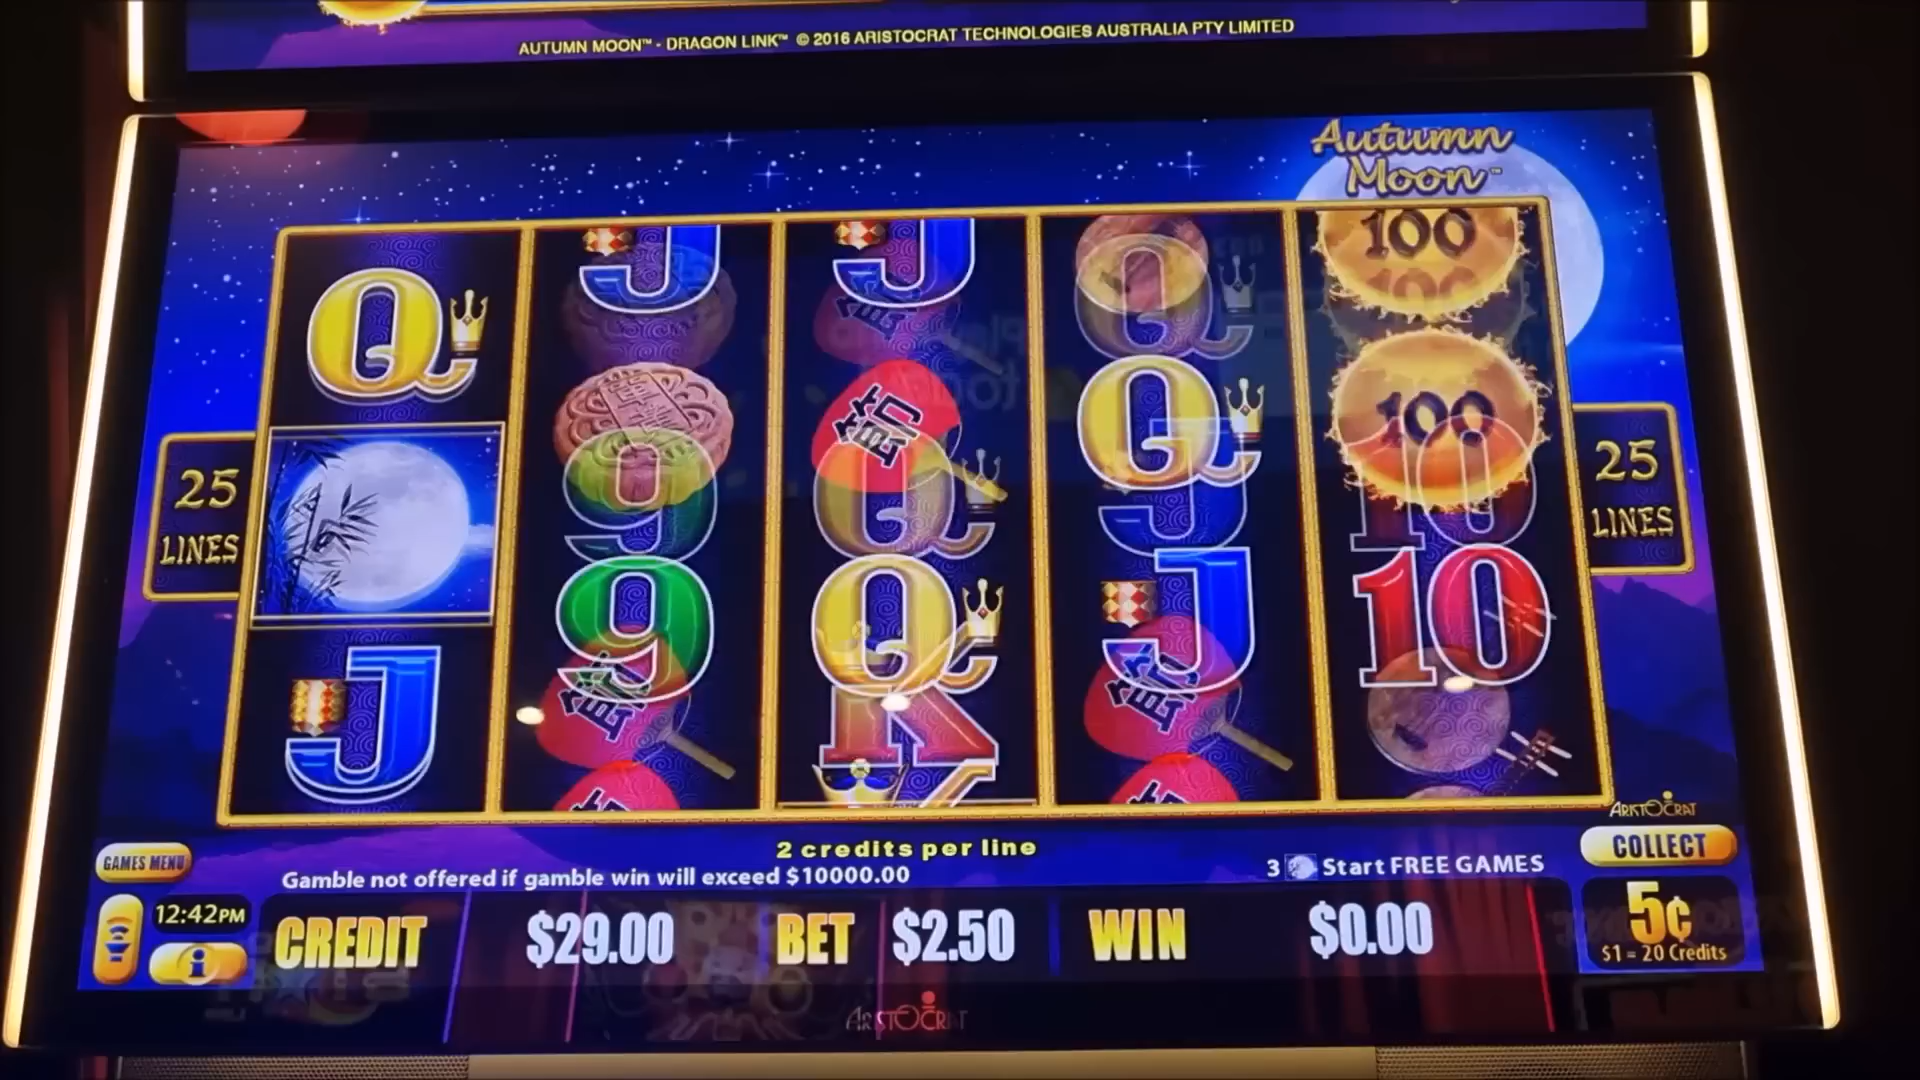 AUTUMN MOON™ - DRAGON LINK™ © 2016 ARISTOCRAT TECHNOLOGIES AUSTRALIA PTY LIMITED
Autumn
Moon™
Q J J Q 100
100
25
LINES
Q 100
9 Q J 10
25
LINES
J 9 Q J 10
K
ARISTOCRAT
GAMES MENU
2 credits per line
COLLECT
Gamble not offered if gamble win will exceed $10000.00
3 Start FREE GAMES
12:42PM
CREDIT $29.00 BET $2.50 WIN $0.00
5¢
$1 = 20 Credits
i
ARISTOCRAT